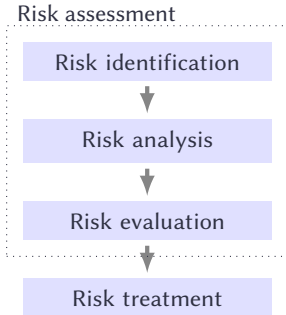 Risk assessment
Risk identification
Risk analysis
Risk evaluation
Risk treatment